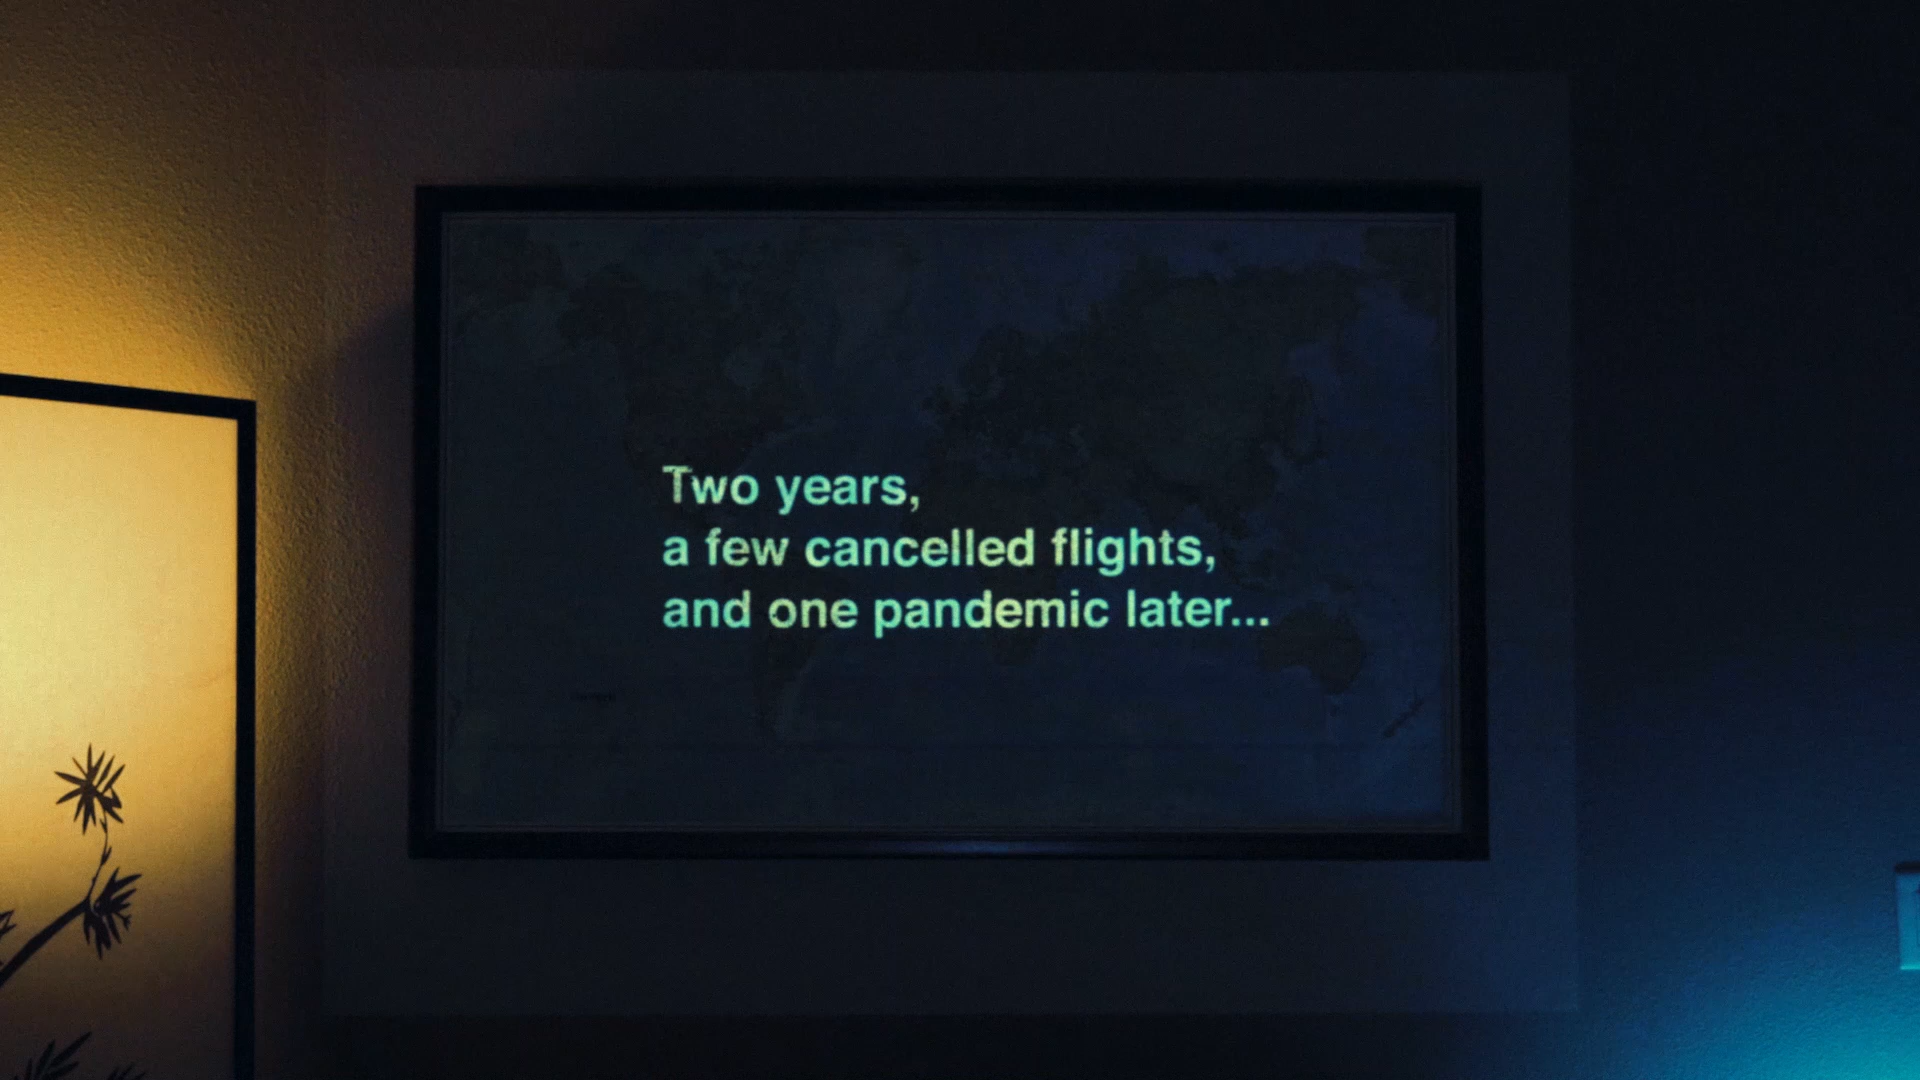 Two years,
a few cancelled flights,
and one pandemic later...